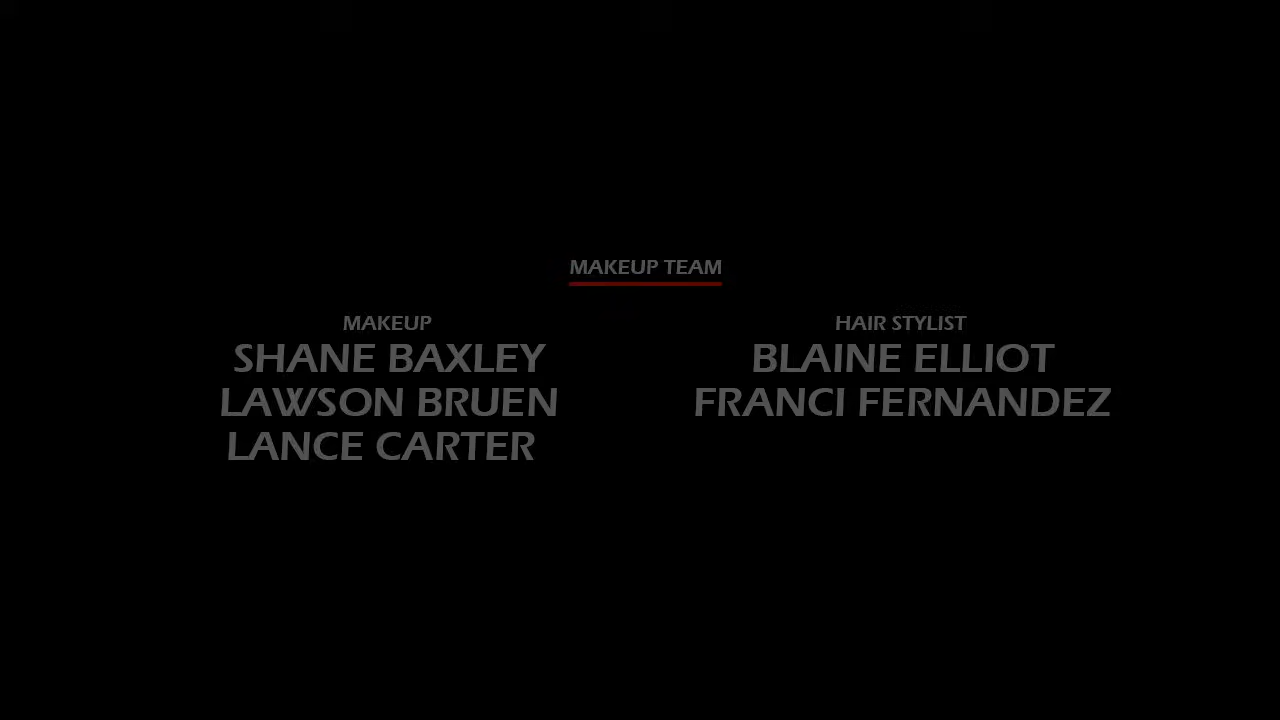 MAKEUP TEAM
MAKEUP
SHANE BAXLEY
LAWSON BRUEN
LANCE CARTER
HAIR STYLIST
BLAINE ELLIOT
FRANCI FERNANDEZ